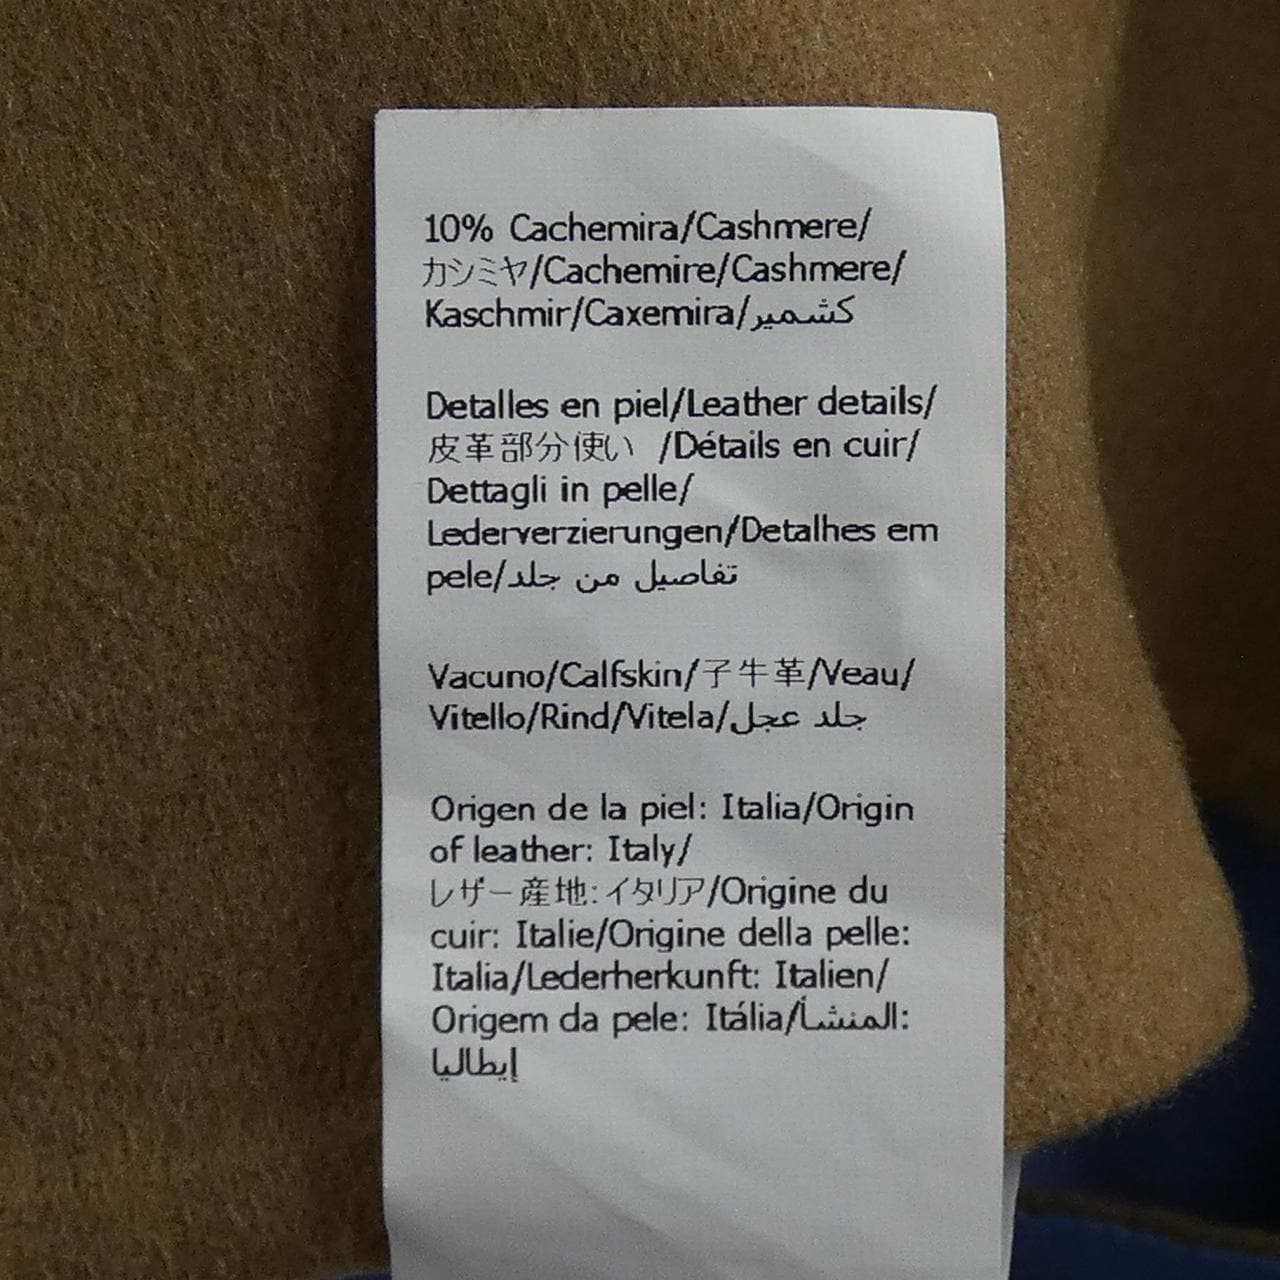 10% Cachemira/Cashmere/
カシミヤ/Cachemire/Cashmere/
Kaschmir/Caxemira/كشمير
Detalles en piel/Leather details/
皮革部分使い /Détails en cuir/
Dettagli in pelle/
Lederverzierungen/Detalhes em
pele/تفاصيل من جلد
Vacuno/Calfskin/子牛革/Veau/
Vitello/Rind/Vitela/جلد عجل
Origen de la piel: Italia/Origin
of leather: Italy/
レザー産地:イタリア/Origine du
cuir: Italie/Origine della pelle:
Italia/Lederherkunft: Italien/
Origem da pele: Itália/المنشأ:
إيطاليا